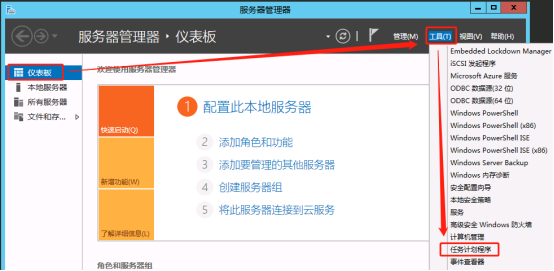 服务器管理器
服务器管理器 • 仪表板
管理(M) 工具(T) 视图(V) 帮助(H)
仪表板
本地服务器
所有服务器
文件和存...
欢迎使用服务器管理器
快速启动(Q)
新增功能(W)
了解详细信息(L)
1 配置此本地服务器
2 添加角色和功能
3 添加要管理的其他服务器
4 创建服务器组
5 将此服务器连接到云服务
角色和服务器组
Embedded Lockdown Manager
iSCSI 发起程序
Microsoft Azure 服务
ODBC 数据源(32 位)
ODBC 数据源(64 位)
Windows PowerShell
Windows PowerShell (x86)
Windows PowerShell ISE
Windows PowerShell ISE (x86)
Windows Server Backup
Windows 内存诊断
安全配置向导
本地安全策略
服务
高级安全 Windows 防火墙
计算机管理
任务计划程序
事件查看器